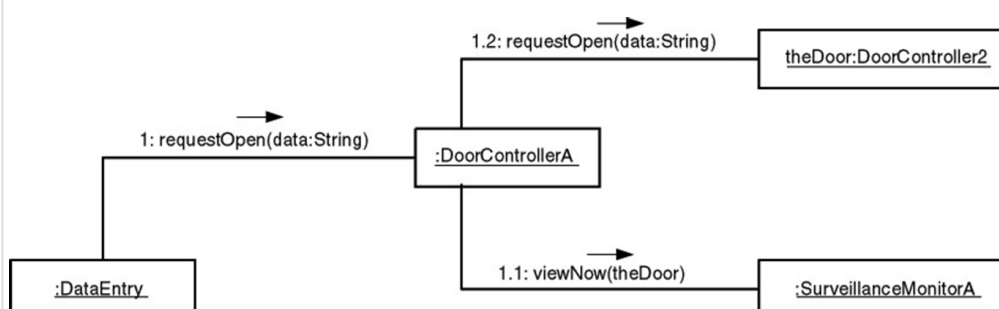 1.2: requestOpen(data:String)
theDoor:DoorController2
1: requestOpen(data:String)
:DoorControllerA
1.1: viewNow(theDoor)
:DataEntry
:SurveillanceMonitorA